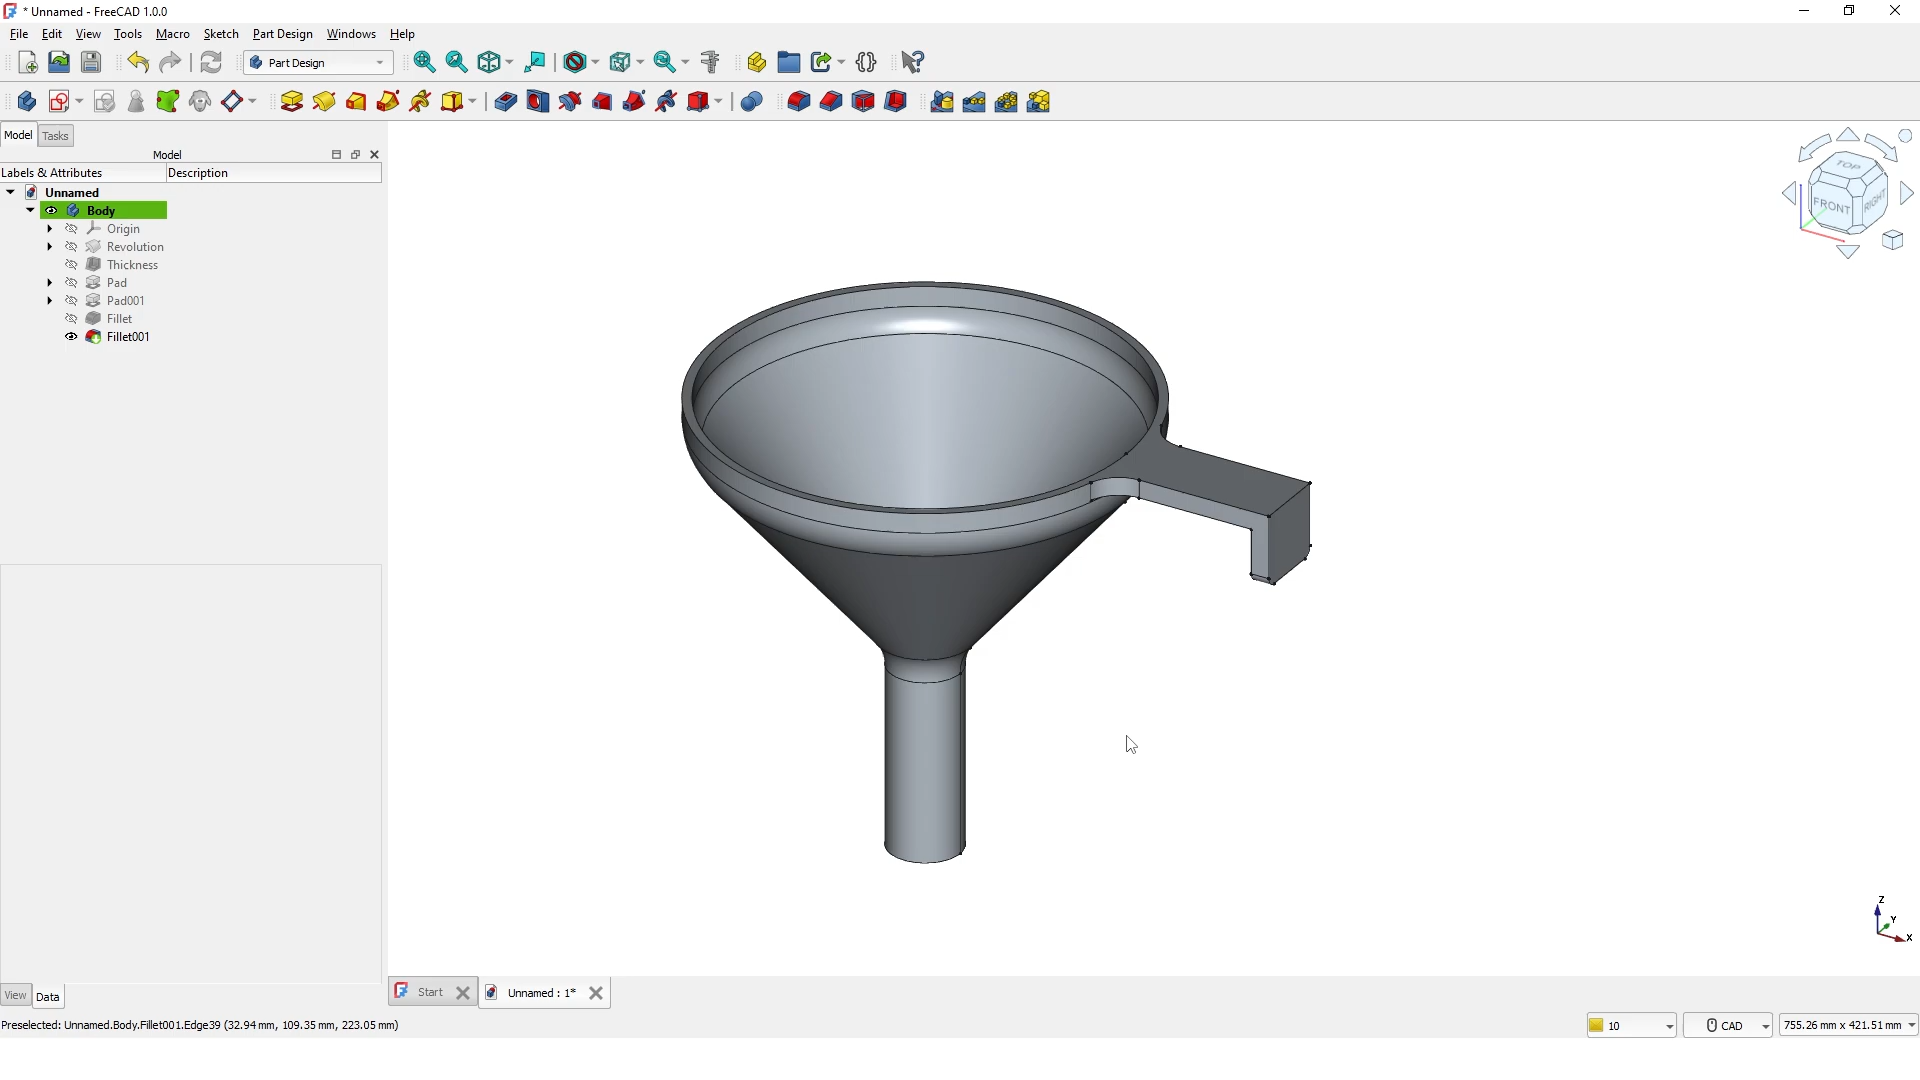 * Unnamed - FreeCAD 1.0.0
File Edit View Tools Macro Sketch Part Design Windows Help
Part Design
Model Tasks
Model
Labels & Attributes Description
Unnamed
Body
Origin
Revolution
Thickness
Pad
Pad001
Fillet
Fillet001
TOP
FRONT
RIGHT
Z
Y
X
View Data
Start
Unnamed : 1*
Preselected: Unnamed.Body.Fillet001.Edge39 (32.94 mm, 109.35 mm, 223.05 mm)
10
CAD
755.26 mm x 421.51 mm